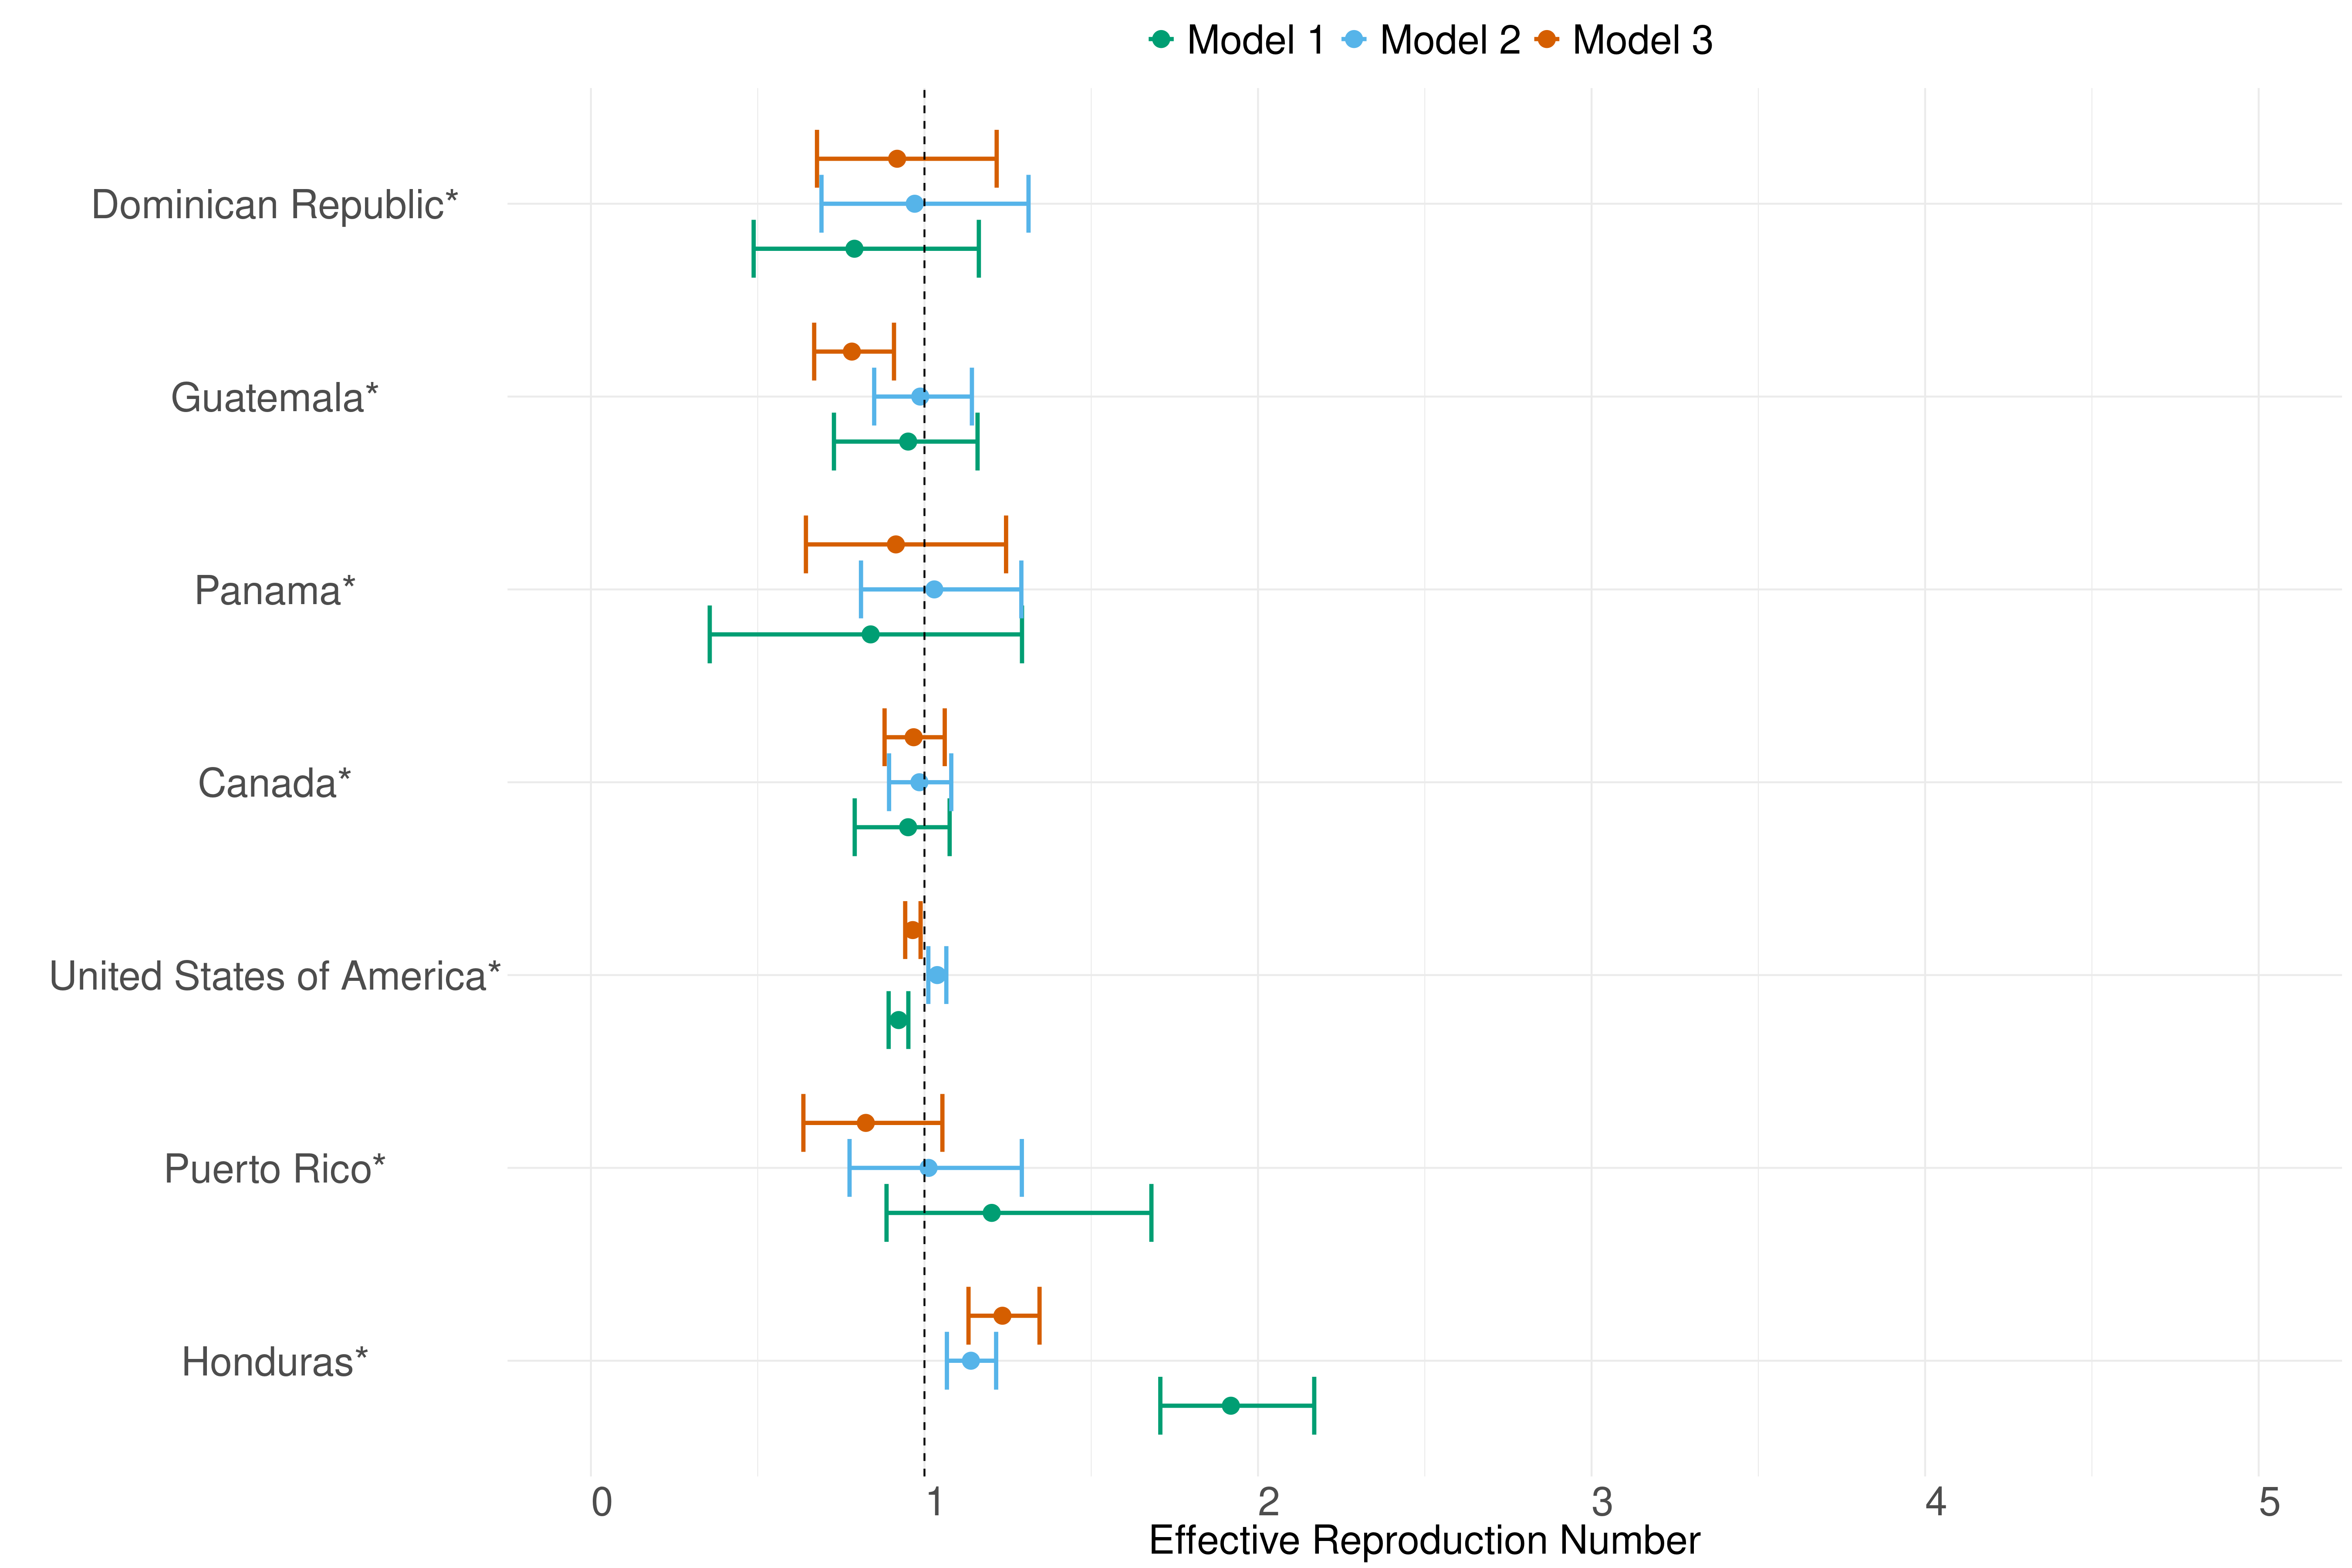 Model 1 Model 2 Model 3
Dominican Republic*
Guatemala*
Panama*
Canada*
United States of America*
Puerto Rico*
Honduras*
0 1 2 3 4 5
Effective Reproduction Number